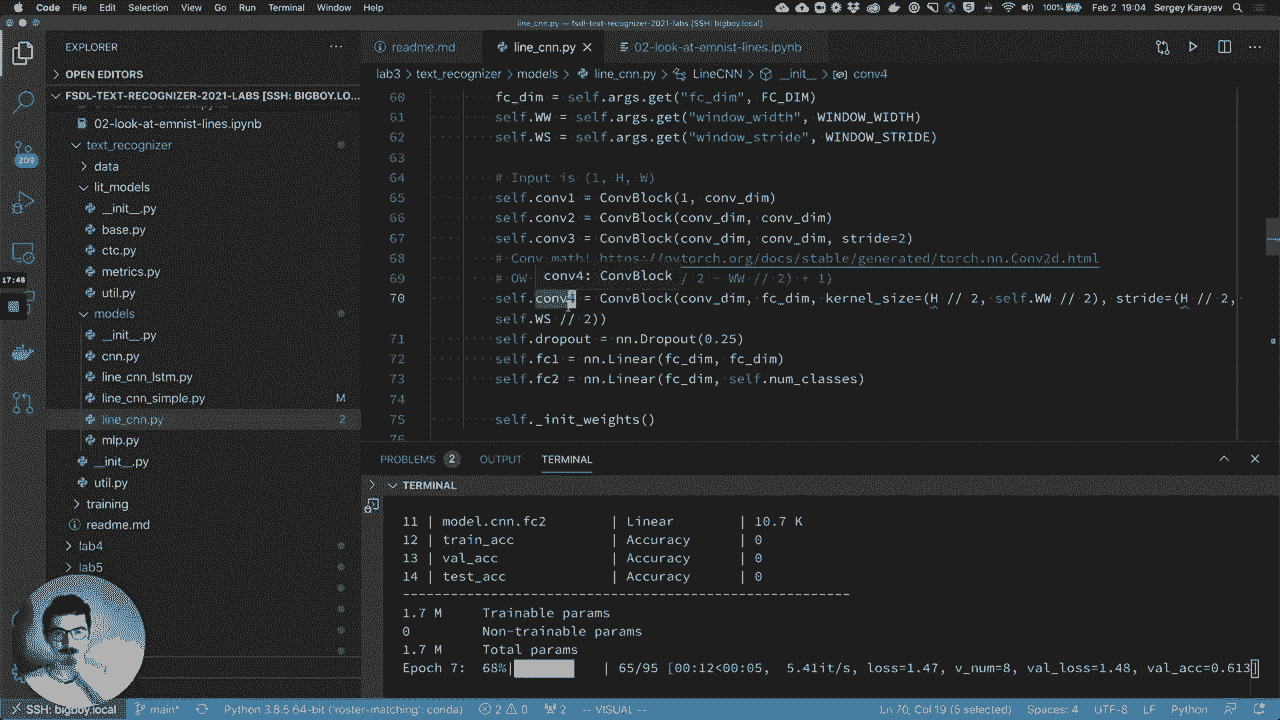 Code File Edit Selection View Go Run Terminal Window Help 100% Feb 2 19:04 Sergey Karayev
line_cnn.py — fsdl-text-recognizer-2021-labs [SSH: bigboy.local]
EXPLORER
readme.md line_cnn.py 02-look-at-emnist-lines.ipynb
OPEN EDITORS
lab3 > text_recognizer > models > line_cnn.py > LineCNN > __init__ > conv4
FSDL-TEXT-RECOGNIZER-2021-LABS [SSH: BIGBOY.LO...
02-look-at-emnist-lines.ipynb
text_recognizer
data
lit_models
__init__.py
base.py
ctc.py
metrics.py
util.py
models
__init__.py
cnn.py
line_cnn_lstm.py
line_cnn_simple.py M
line_cnn.py 2
mlp.py
__init__.py
util.py
training
readme.md
lab4
lab5
209
17:48
60 fc_dim = self.args.get("fc_dim", FC_DIM)
61 self.WW = self.args.get("window_width", WINDOW_WIDTH)
62 self.WS = self.args.get("window_stride", WINDOW_STRIDE)
63
64 # Input is (1, H, W)
65 self.conv1 = ConvBlock(1, conv_dim)
66 self.conv2 = ConvBlock(conv_dim, conv_dim)
67 self.conv3 = ConvBlock(conv_dim, conv_dim, stride=2)
68 # Conv math! https://pytorch.org/docs/stable/generated/torch.nn.Conv2d.html
conv4: ConvBlock
69 # OW / 2 - WW // 2) + 1)
70 self.conv4 = ConvBlock(conv_dim, fc_dim, kernel_size=(H // 2, self.WW // 2), stride=(H // 2,
self.WS // 2))
71 self.dropout = nn.Dropout(0.25)
72 self.fc1 = nn.Linear(fc_dim, fc_dim)
73 self.fc2 = nn.Linear(fc_dim, self.num_classes)
74
75 self._init_weights()
76
PROBLEMS 2 OUTPUT TERMINAL
TERMINAL
11 | model.cnn.fc2 | Linear | 10.7 K
12 | train_acc | Accuracy | 0
13 | val_acc | Accuracy | 0
14 | test_acc | Accuracy | 0
------------------------------------------------------
1.7 M Trainable params
0 Non-trainable params
1.7 M Total params
Epoch 7: 68%| | 65/95 [00:12<00:05, 5.41it/s, loss=1.47, v_num=8, val_loss=1.48, val_acc=0.613]
SSH: bigboy.local main* Python 3.8.5 64-bit ('roster-matching': conda) 2 0 2 -- VISUAL -- Ln 70, Col 19 (5 selected) Spaces: 4 UTF-8 LF Python